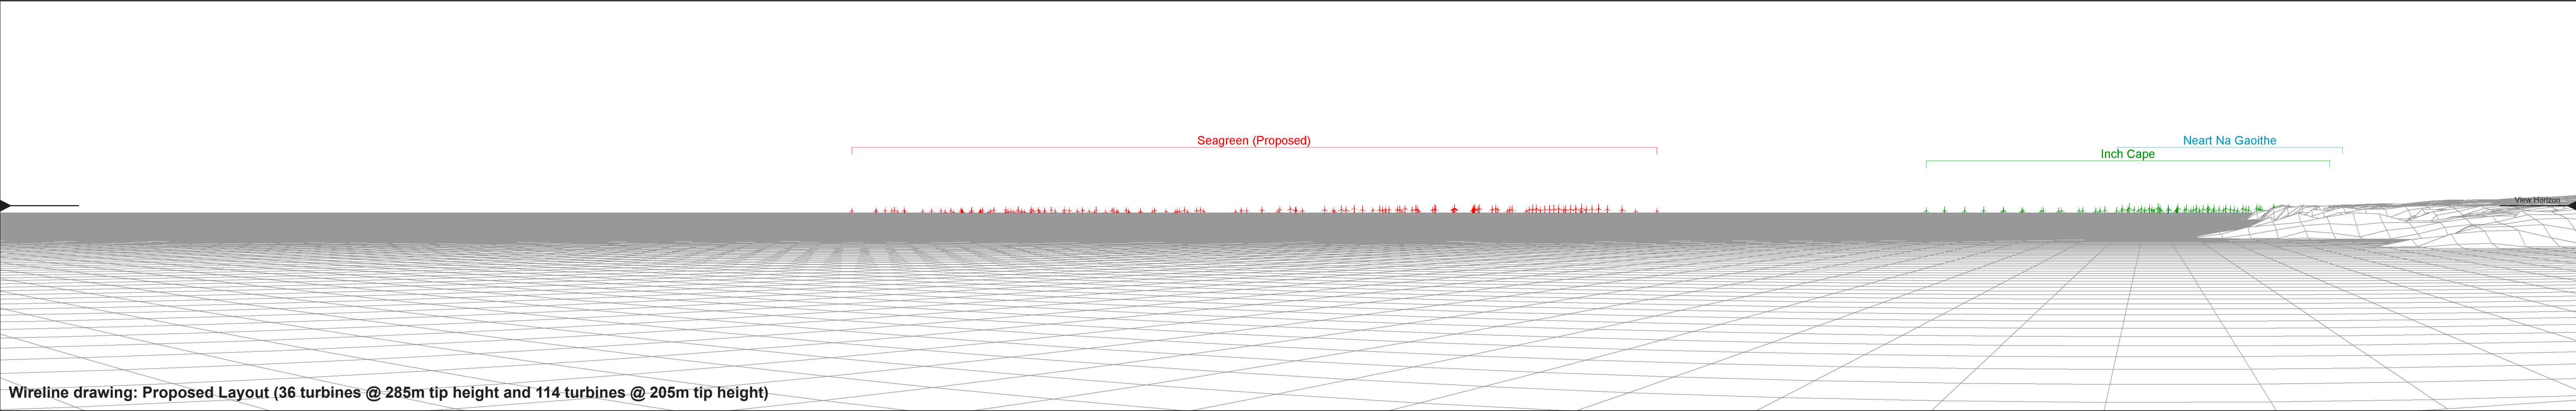 Seagreen (Proposed)
Neart Na Gaoithe
Inch Cape
View Horizon
Wireline drawing: Proposed Layout (36 turbines @ 285m tip height and 114 turbines @ 205m tip height)